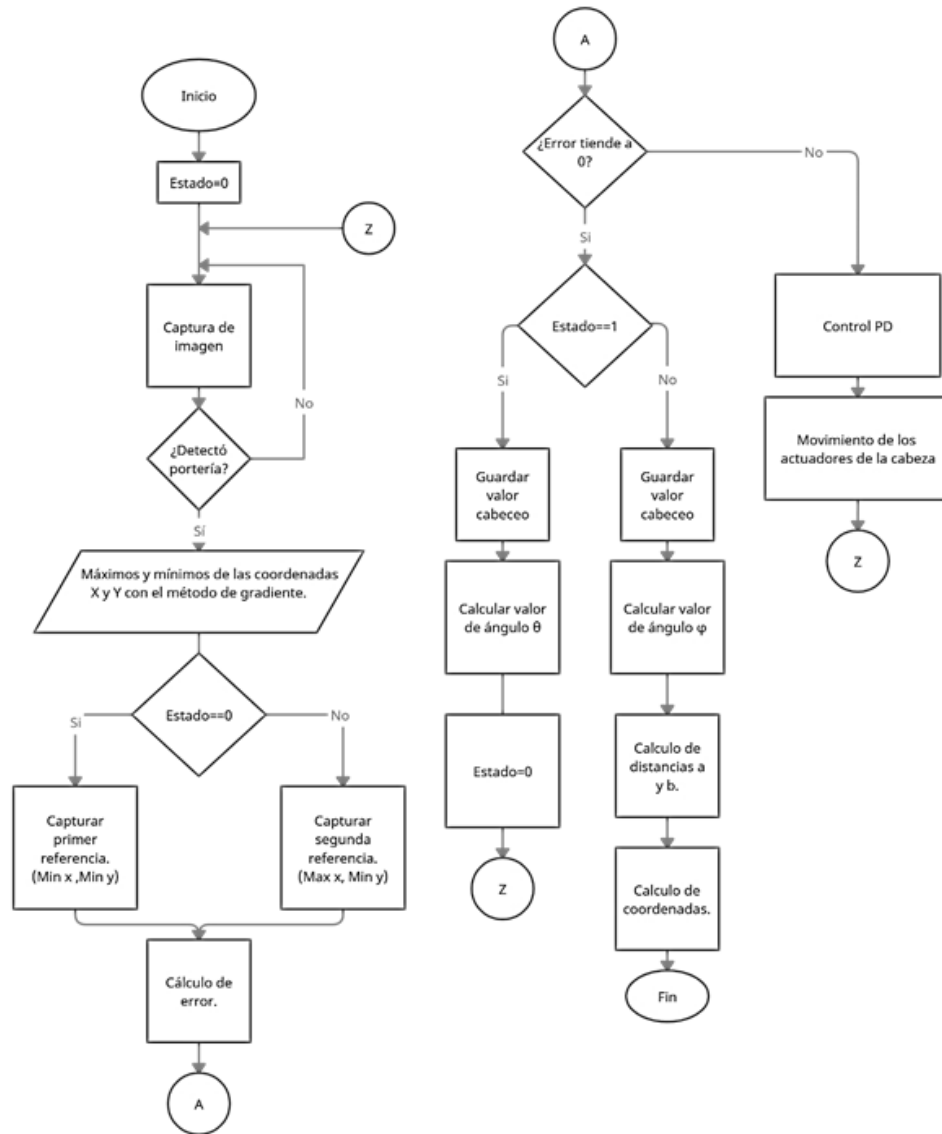 Inicio
Estado=0
Z
Captura de
imagen
No
¿Detectó
portería?
Sí
Máximos y mínimos de las coordenadas
X y Y con el método de gradiente.
Estado==0
Si
No
Capturar
primer
referencia.
(Min x ,Min y)
Capturar
segunda
referencia.
(Max x, Min y)
Cálculo de
error.
A
A
¿Error tiende a
0?
No
Si
Estado==1
Si
No
Control PD
Movimiento de los
actuadores de la cabeza
Z
Guardar
valor
cabeceo
Guardar
valor
cabeceo
Calcular valor
de ángulo θ
Calcular valor
de ángulo φ
Estado=0
Calculo de
distancias a
y b.
Z
Calculo de
coordenadas.
Fin